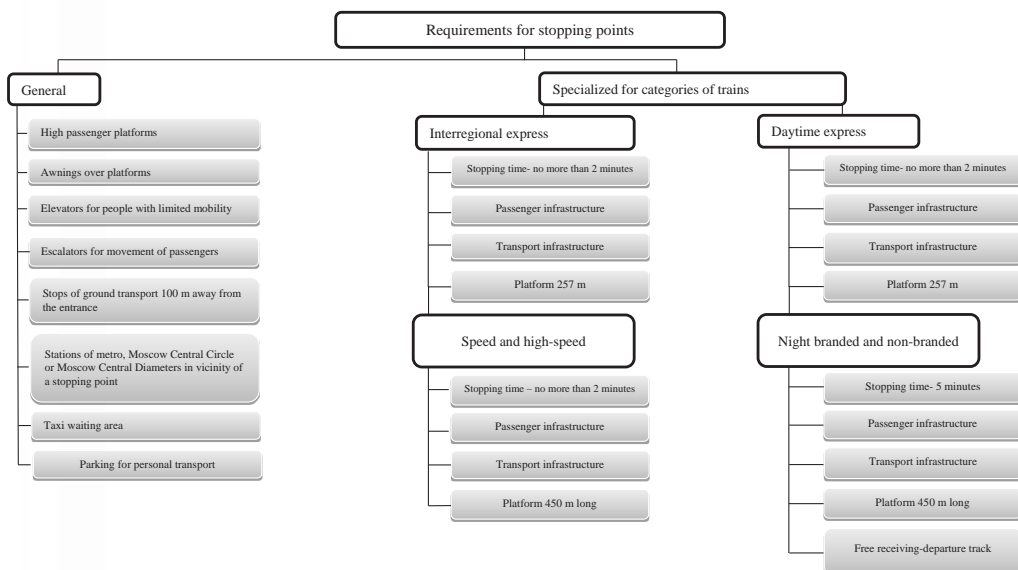 Requirements for stopping points
General
High passenger platforms
Awnings over platforms
Elevators for people with limited mobility
Escalators for movement of passengers
Stops of ground transport 100 m away from
the entrance
Stations of metro, Moscow Central Circle
or Moscow Central Diameters in vicinity of
a stopping point
Taxi waiting area
Parking for personal transport
Specialized for categories of trains
Interregional express
Stopping time- no more than 2 minutes
Passenger infrastructure
Transport infrastructure
Platform 257 m
Speed and high-speed
Stopping time – no more than 2 minutes
Passenger infrastructure
Transport infrastructure
Platform 450 m long
Daytime express
Stopping time- no more than 2 minutes
Passenger infrastructure
Transport infrastructure
Platform 257 m
Night branded and non-branded
Stopping time- 5 minutes
Passenger infrastructure
Transport infrastructure
Platform 450 m long
Free receiving-departure track